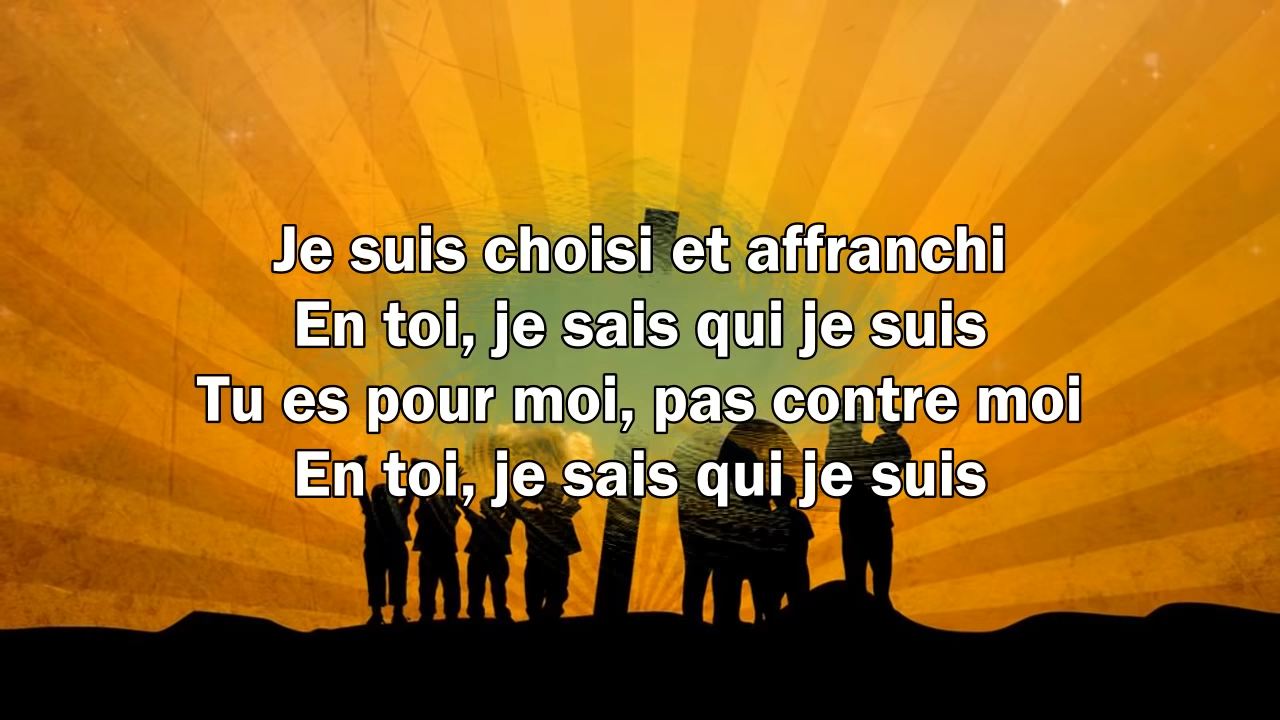 Je suis choisi et affranchi
En toi, je sais qui je suis
Tu es pour moi, pas contre moi
En toi, je sais qui je suis